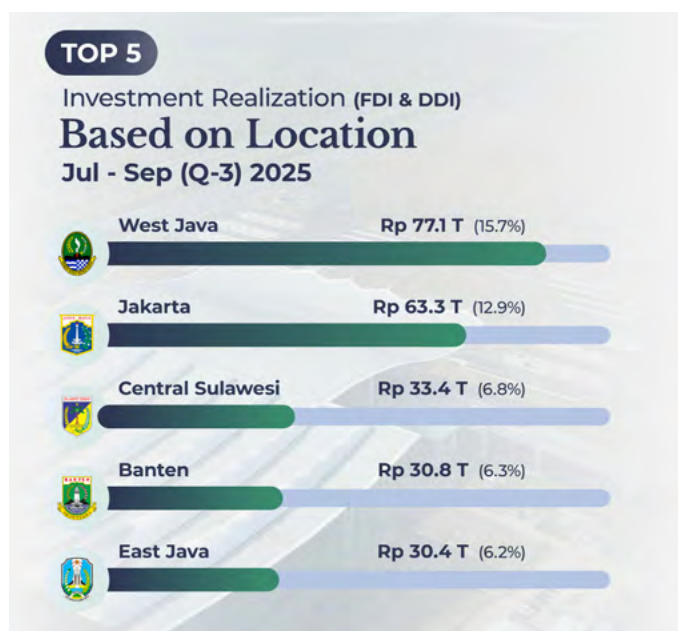 TOP 5
Investment Realization (FDI & DDI)
Based on Location
Jul - Sep (Q-3) 2025
West Java Rp 77.1 T (15.7%)
Jakarta Rp 63.3 T (12.9%)
Central Sulawesi Rp 33.4 T (6.8%)
Banten Rp 30.8 T (6.3%)
BANTEN
East Java Rp 30.4 T (6.2%)